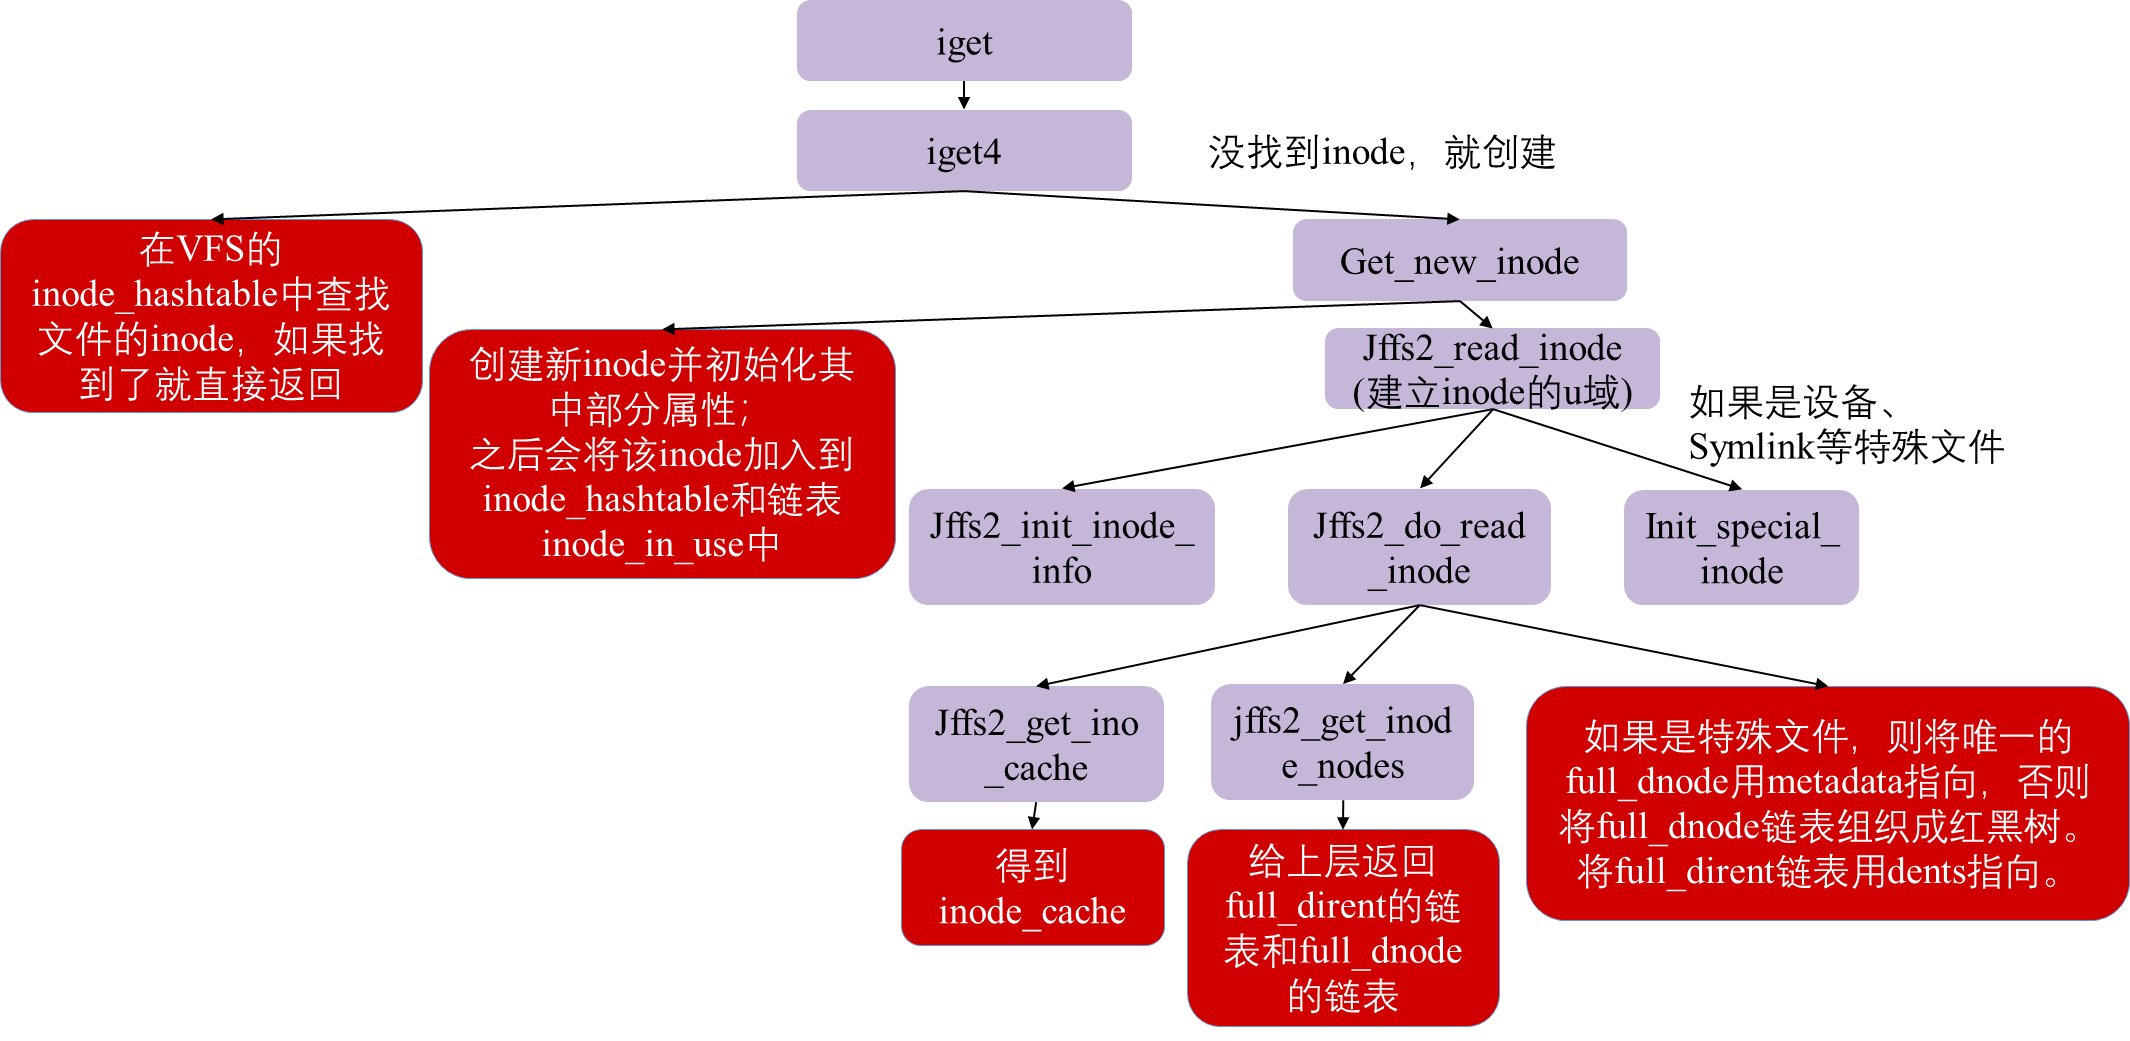 iget
iget4
没找到inode，就创建
在VFS的
inode_hashtable中查找
文件的inode，如果找
到了就直接返回
Get_new_inode
创建新inode并初始化其
中部分属性；
之后会将该inode加入到
inode_hashtable和链表
inode_in_use中
Jffs2_read_inode
(建立inode的u域)
如果是设备、
Symlink等特殊文件
Jffs2_init_inode_
info
Jffs2_do_read
_inode
Init_special_
inode
Jffs2_get_ino
_cache
jffs2_get_inod
e_nodes
如果是特殊文件，则将唯一的
full_dnode用metadata指向，否则
将full_dnode链表组织成红黑树。
将full_dirent链表用dents指向。
得到
inode_cache
给上层返回
full_dirent的链
表和full_dnode
的链表